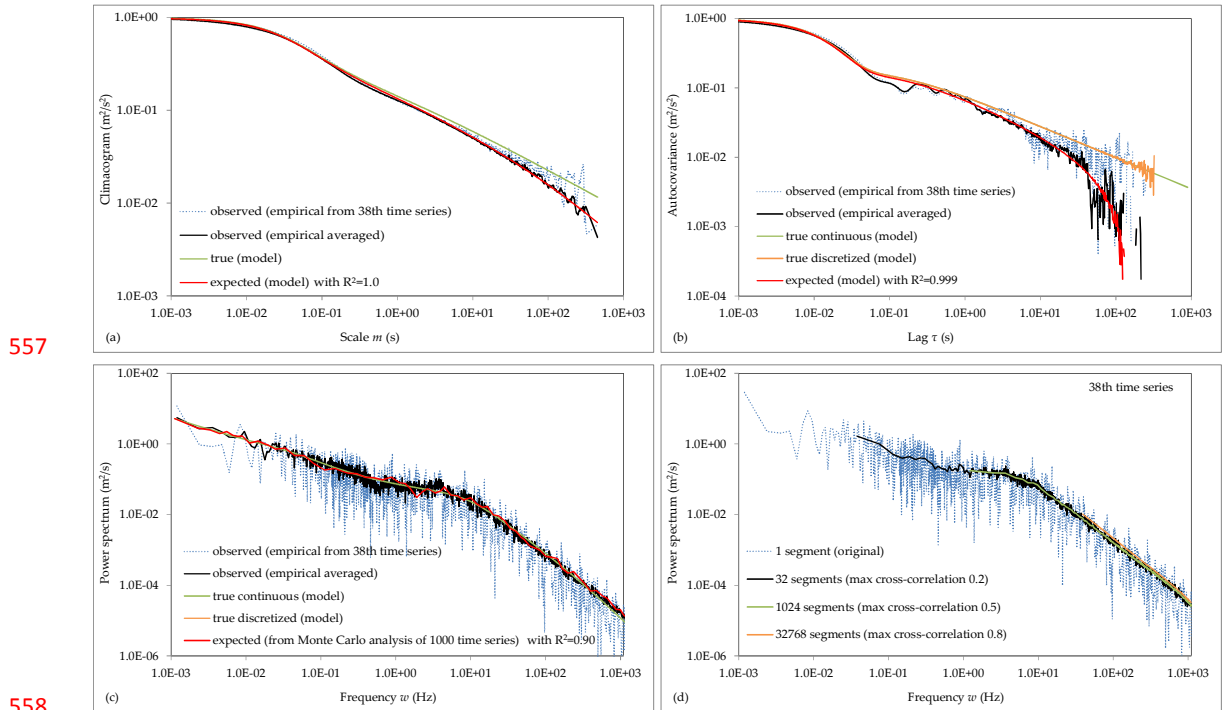 1.0E+00
1.0E-01
1.0E-02
1.0E-03
Climacogram (m²/s²)
observed (empirical from 38th time series)
observed (empirical averaged)
true (model)
expected (model) with R²=1.0
1.0E-03 1.0E-02 1.0E-01 1.0E+00 1.0E+01 1.0E+02 1.0E+03
(a) Scale m (s)
1.0E+00
1.0E-01
1.0E-02
1.0E-03
1.0E-04
Autocovariance (m²/s²)
observed (empirical from 38th time series)
observed (empirical averaged)
true continuous (model)
true discretized (model)
expected (model) with R²=0.999
1.0E-03 1.0E-02 1.0E-01 1.0E+00 1.0E+01 1.0E+02 1.0E+03
(b) Lag τ (s)
557
1.0E+02
1.0E+00
1.0E-02
1.0E-04
1.0E-06
Power spectrum (m²/s)
observed (empirical from 38th time series)
observed (empirical averaged)
true continuous (model)
true discretized (model)
expected (from Monte Carlo analysis of 1000 time series) with R²=0.90
1.0E-03 1.0E-02 1.0E-01 1.0E+00 1.0E+01 1.0E+02 1.0E+03
(c) Frequency w (Hz)
38th time series
1.0E+02
1.0E+00
1.0E-02
1.0E-04
1.0E-06
Power spectrum (m²/s)
1 segment (original)
32 segments (max cross-correlation 0.2)
1024 segments (max cross-correlation 0.5)
32768 segments (max cross-correlation 0.8)
1.0E-03 1.0E-02 1.0E-01 1.0E+00 1.0E+01 1.0E+02 1.0E+03
(d) Frequency w (Hz)
558